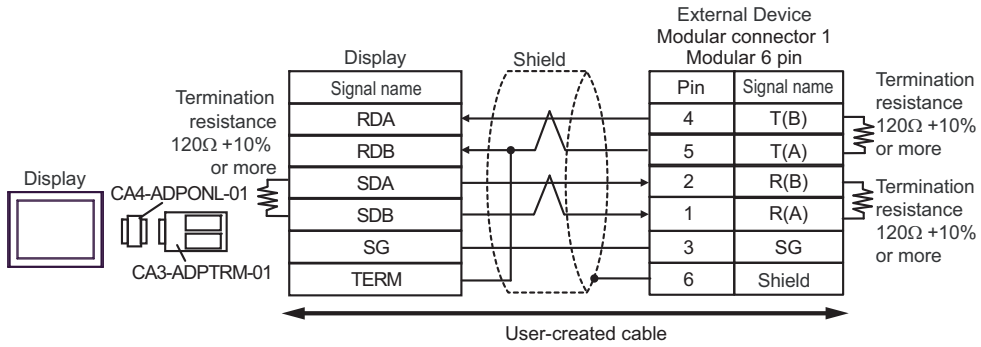 External Device
Modular connector 1
Modular 6 pin
Display
Shield
Signal name
Pin
Signal name
RDA
4
T(B)
RDB
5
T(A)
SDA
2
R(B)
SDB
1
R(A)
SG
3
SG
TERM
6
Shield
Termination
resistance
120Ω +10%
or more
Termination
resistance
120Ω +10%
or more
Termination
resistance
120Ω +10%
or more
Display
CA4-ADPONL-01
CA3-ADPTRM-01
User-created cable